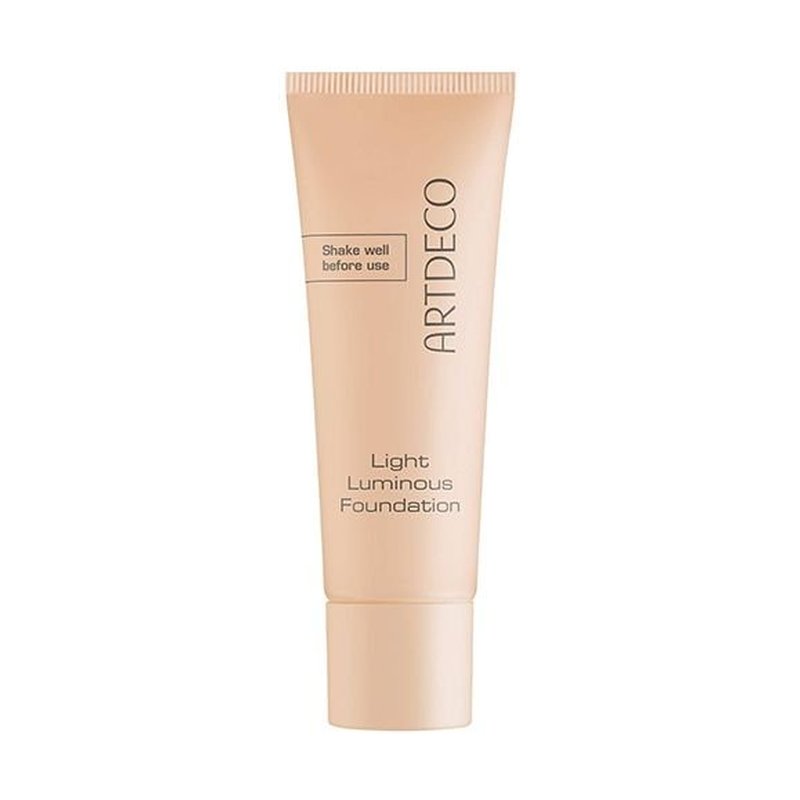 Shake well
before use
ARTDECO
Light
Luminous
Foundation